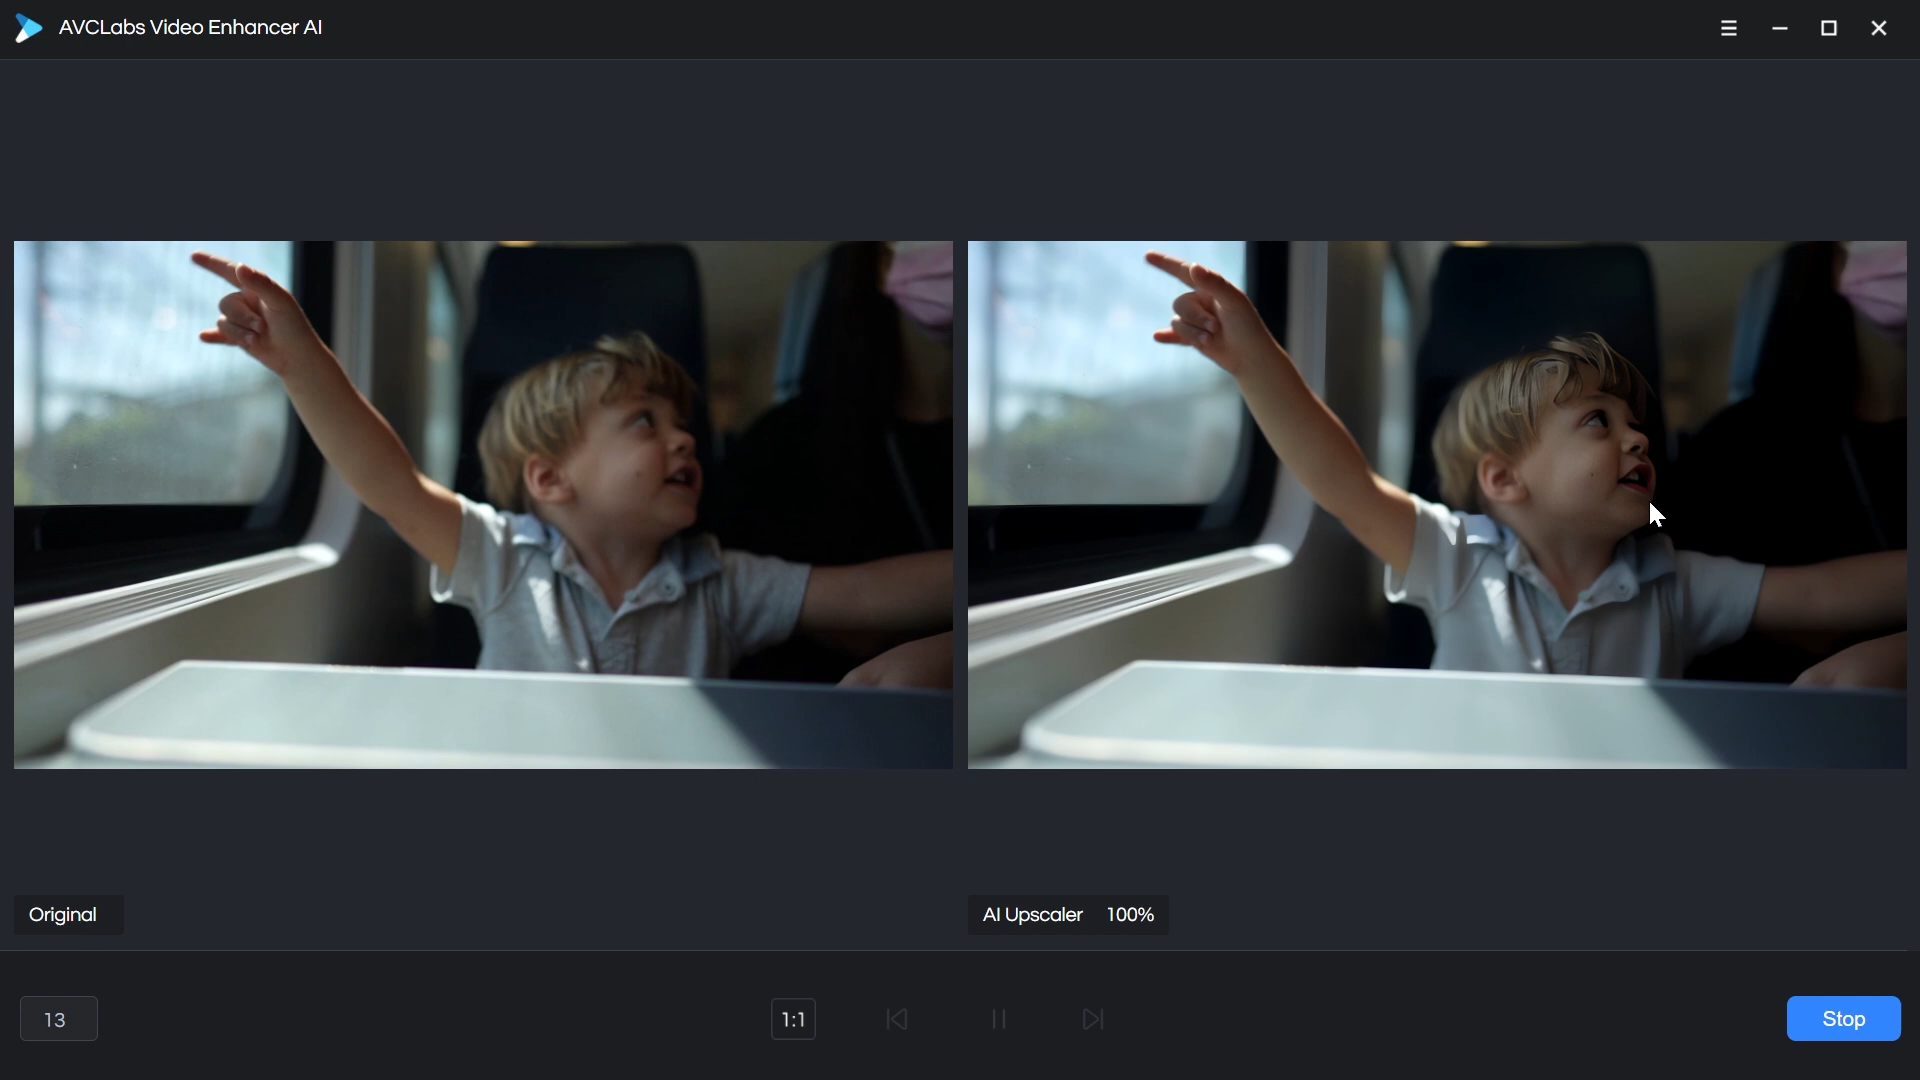 AVCLabs Video Enhancer AI
Original
AI Upscaler 100%
13
1:1
Stop